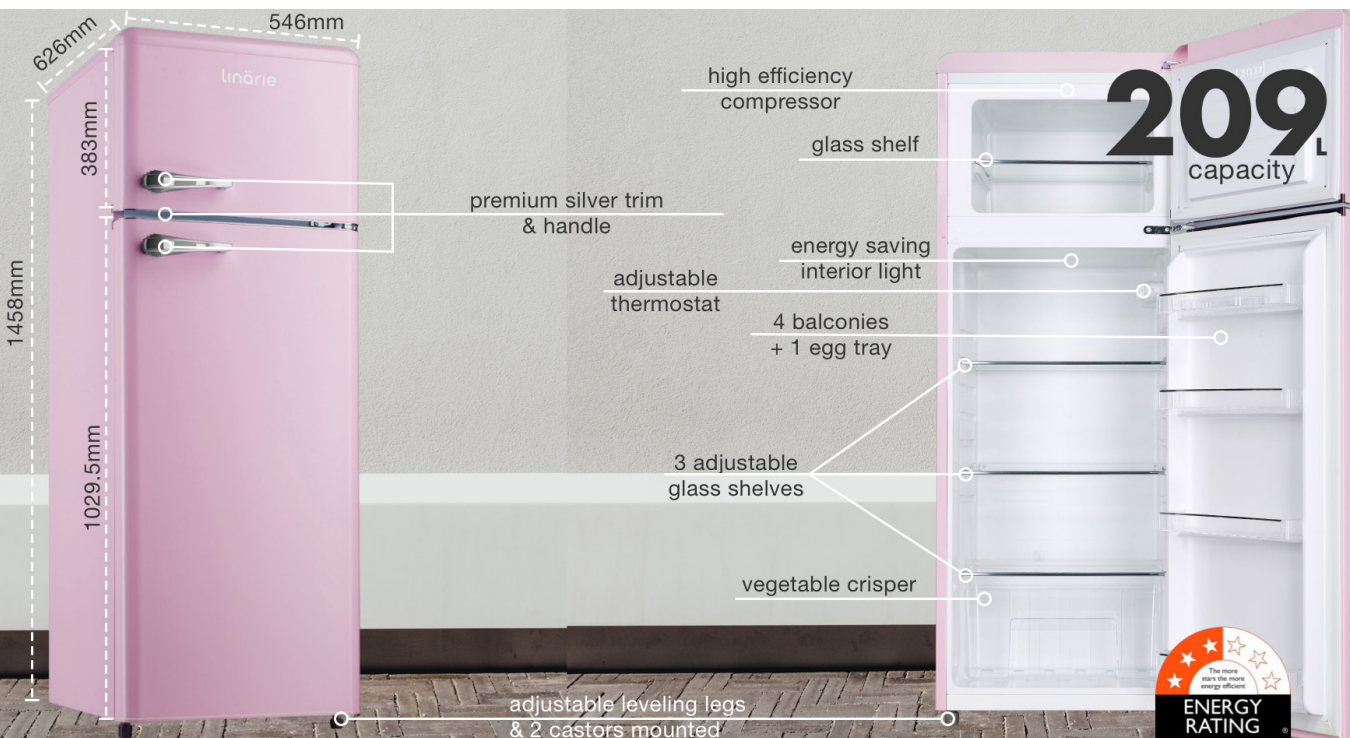 546mm
626mm
linärie
383mm
1458mm
1029.5mm
premium silver trim
& handle
high efficiency
compressor
glass shelf
209L
capacity
energy saving
interior light
adjustable
thermostat
4 balconies
+ 1 egg tray
3 adjustable
glass shelves
vegetable crisper
adjustable leveling legs
& 2 castors mounted
The more
stars the more
energy efficient
ENERGY
RATING
®